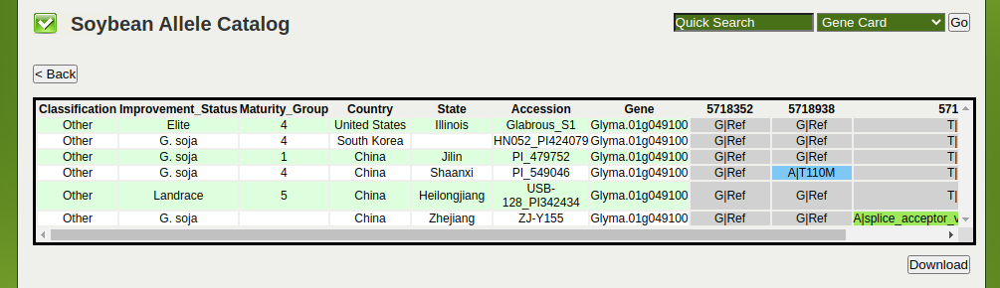 Soybean Allele Catalog Quick Search Gene Card Go
< Back
Classification Improvement_Status Maturity_Group Country State Accession Gene 5718352 5718938 571
Other Elite 4 United States Illinois Glabrous_S1 Glyma.01g049100 G|Ref G|Ref T|
Other G. soja 4 South Korea HN052_PI424079 Glyma.01g049100 G|Ref G|Ref T|
Other G. soja 1 China Jilin PI_479752 Glyma.01g049100 G|Ref G|Ref T|
Other G. soja 4 China Shaanxi PI_549046 Glyma.01g049100 G|Ref A|T110M T|
Other Landrace 5 China Heilongjiang USB-128_PI342434 Glyma.01g049100 G|Ref G|Ref T|
Other G. soja China Zhejiang ZJ-Y155 Glyma.01g049100 G|Ref G|Ref A|splice_acceptor_v
Download